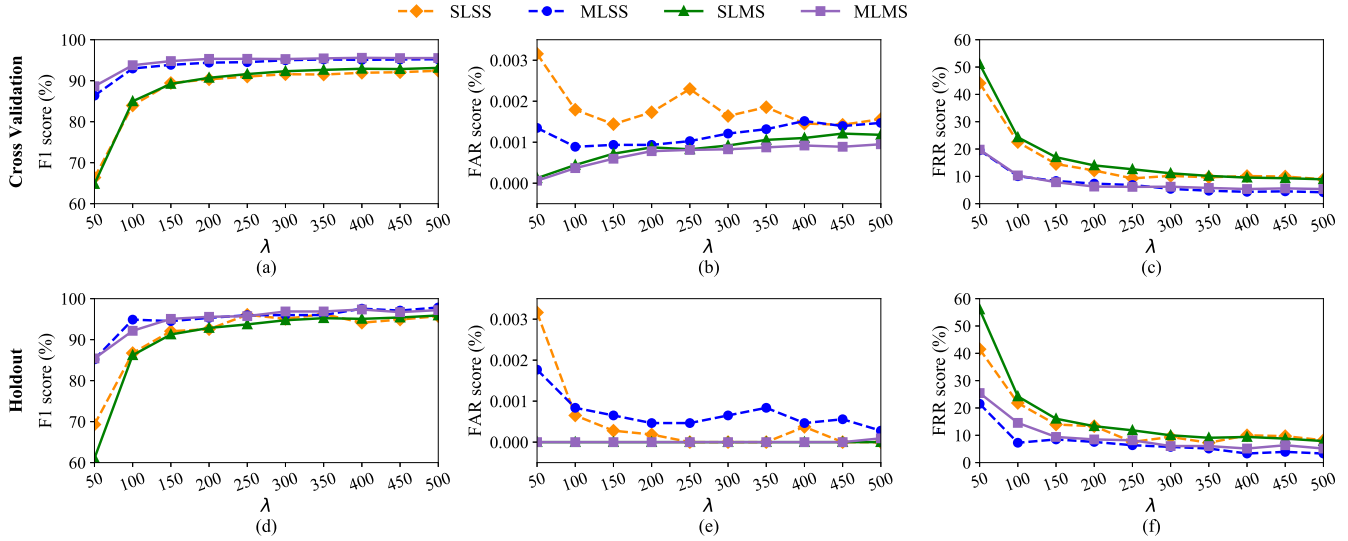 SLSS MLSS SLMS MLMS
Cross Validation
F1 score (%)
100
90
80
70
60
50 100 150 200 250 300 350 400 450 500
λ
(a)
FAR score (%)
0.003
0.002
0.001
0.000
50 100 150 200 250 300 350 400 450 500
λ
(b)
FRR score (%)
60
50
40
30
20
10
0
50 100 150 200 250 300 350 400 450 500
λ
(c)
Holdout
F1 score (%)
100
90
80
70
60
50 100 150 200 250 300 350 400 450 500
λ
(d)
FAR score (%)
0.003
0.002
0.001
0.000
50 100 150 200 250 300 350 400 450 500
λ
(e)
FRR score (%)
60
50
40
30
20
10
0
50 100 150 200 250 300 350 400 450 500
λ
(f)